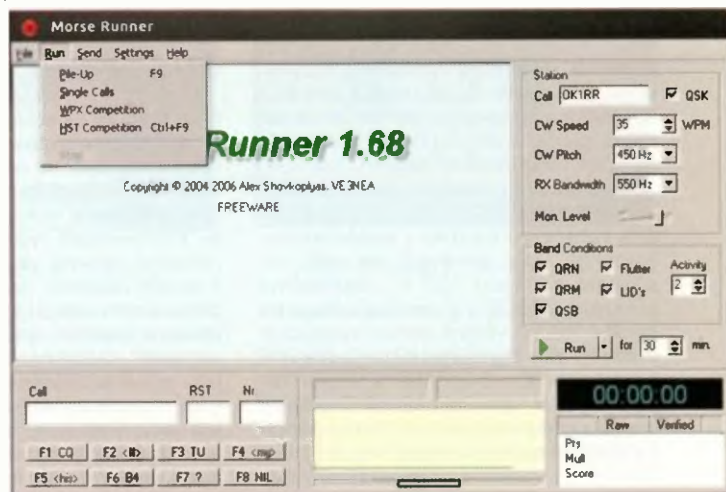 Morse Runner
File Run Send Settings Help
Pile-Up F9
Single Calls
WPX Competition
HST Competition Ctrl+F9
Stop
Runner 1.68
Copyright © 2004-2006 Alex Shovkoplyas, VE3NEA
FREEWARE
Station
Call OK1RR QSK
CW Speed 35 WPM
CW Pitch 450 Hz
RX Bandwidth 550 Hz
Mon. Level
Band Conditions
QRN Flutter Activity
QRM LID's 2
QSB
Run for 30 min.
Call RST Nr
F1 CQ F2 <#> F3 TU F4 <my>
F5 <his> F6 B4 F7 ? F8 NIL
00:00:00
Raw Verified
Pts
Mult
Score